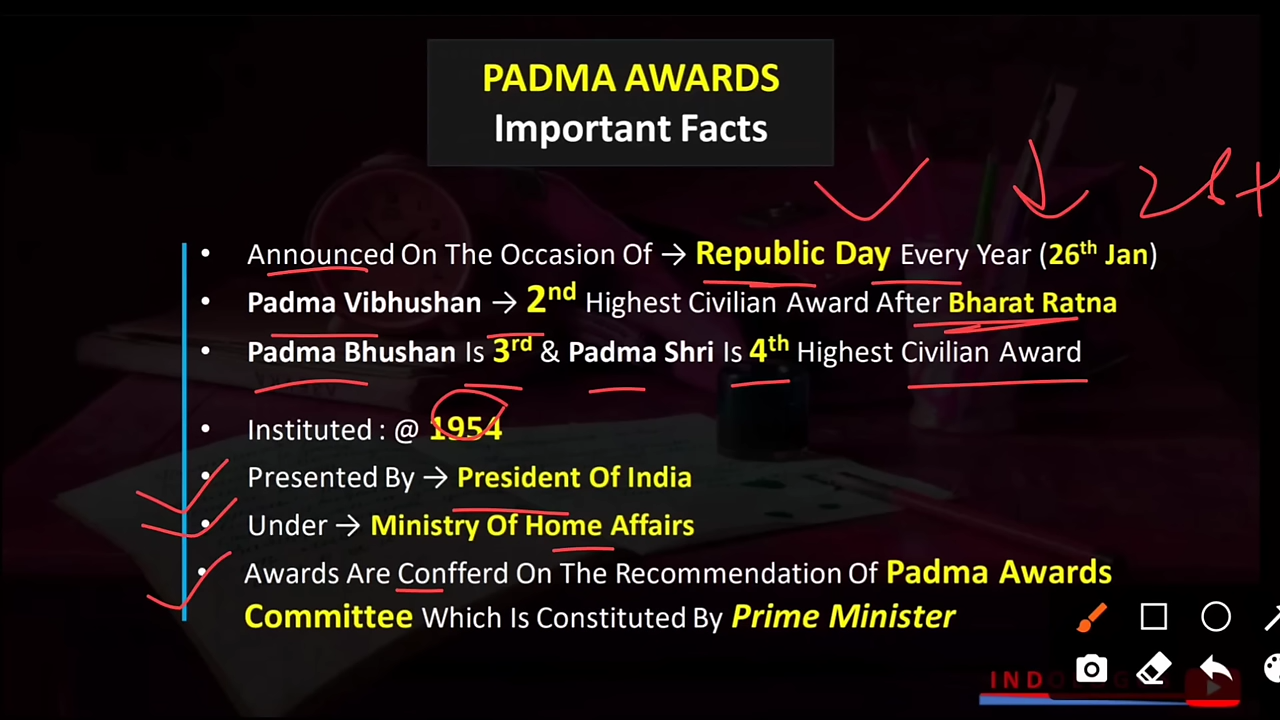 PADMA AWARDS
Important Facts
• Announced On The Occasion Of → Republic Day Every Year (26th Jan)
• Padma Vibhushan → 2nd Highest Civilian Award After Bharat Ratna
• Padma Bhushan Is 3rd & Padma Shri Is 4th Highest Civilian Award
• Instituted : @ 1954
• Presented By → President Of India
• Under → Ministry Of Home Affairs
• Awards Are Confferd On The Recommendation Of Padma Awards
Committee Which Is Constituted By Prime Minister